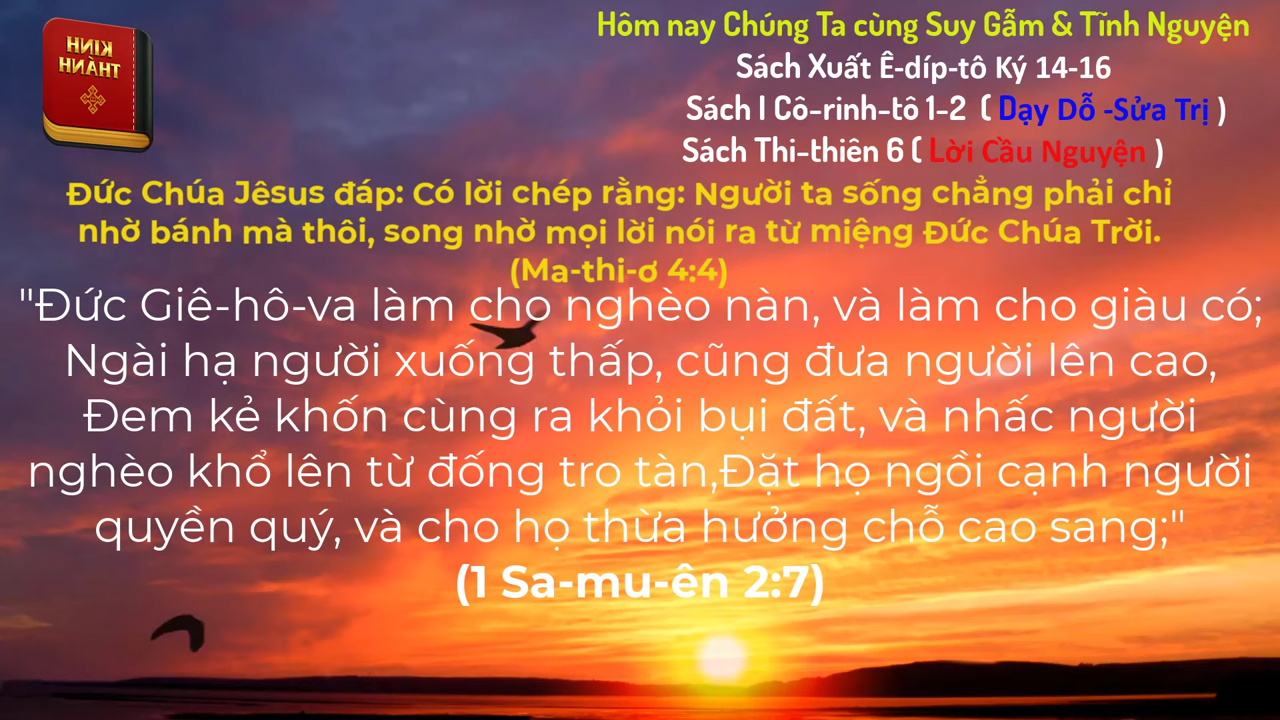 KINH
THÀNH
Hôm nay Chúng Ta cùng Suy Gẫm & Tĩnh Nguyện
Sách Xuất Ê-díp-tô Ký 14-16
Sách I Cô-rinh-tô 1-2 ( Dạy Dỗ -Sửa Trị )
Sách Thi-thiên 6 ( Lời Cầu Nguyện )
Đức Chúa Jêsus đáp: Có lời chép rằng: Người ta sống chẳng phải chỉ
nhờ bánh mà thôi, song nhờ mọi lời nói ra từ miệng Đức Chúa Trời.
(Ma-thi-ơ 4:4)
"Đức Giê-hô-va làm cho nghèo nàn, và làm cho giàu có;
Ngài hạ người xuống thấp, cũng đưa người lên cao,
Đem kẻ khốn cùng ra khỏi bụi đất, và nhấc người
nghèo khổ lên từ đống tro tàn,Đặt họ ngồi cạnh người
quyền quý, và cho họ thừa hưởng chỗ cao sang;"
(1 Sa-mu-ên 2:7)